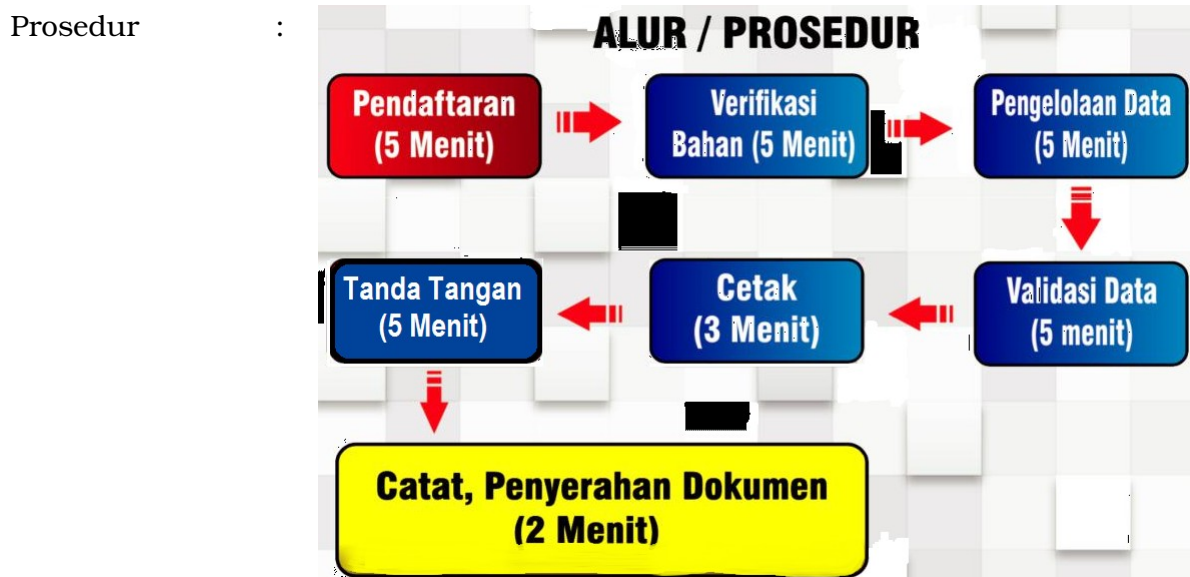 Prosedur :
ALUR / PROSEDUR
Pendaftaran
(5 Menit)
Verifikasi
Bahan (5 Menit)
Pengelolaan Data
(5 Menit)
Validasi Data
(5 menit)
Cetak
(3 Menit)
Tanda Tangan
(5 Menit)
Catat, Penyerahan Dokumen
(2 Menit)